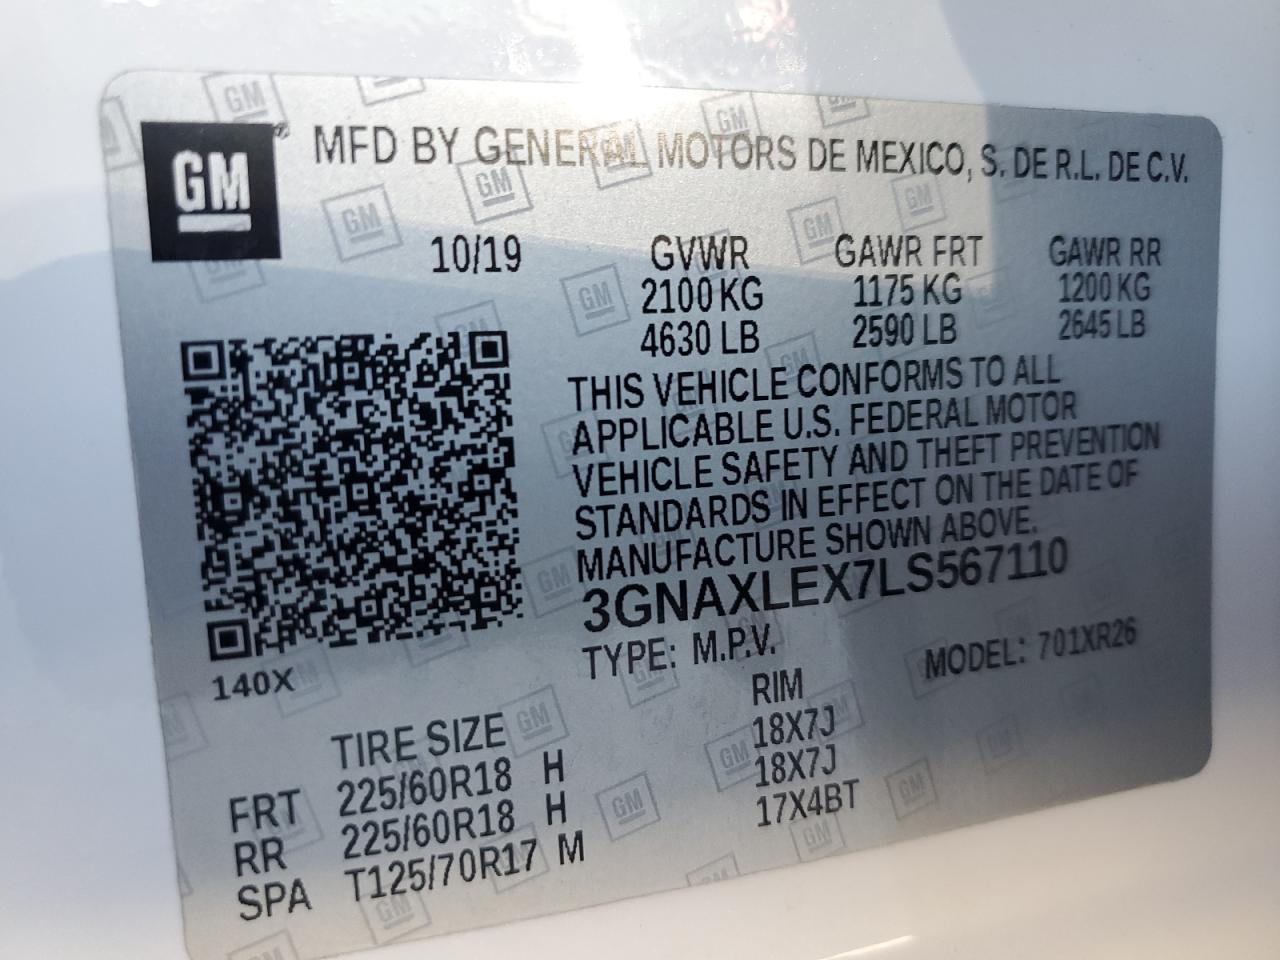 GM
MFD BY GENERAL MOTORS DE MEXICO, S. DE R.L. DE C.V.
10/19 GVWR GAWR FRT GAWR RR
2100 KG 1175 KG 1200 KG
4630 LB 2590 LB 2645 LB
THIS VEHICLE CONFORMS TO ALL
APPLICABLE U.S. FEDERAL MOTOR
VEHICLE SAFETY AND THEFT PREVENTION
STANDARDS IN EFFECT ON THE DATE OF
MANUFACTURE SHOWN ABOVE.
3GNAXLEX7LS567110
TYPE: M.P.V. MODEL: 701XR26
140X
TIRE SIZE RIM
FRT 225/60R18 H 18X7J
RR 225/60R18 H 18X7J
SPA T125/70R17 M 17X4BT